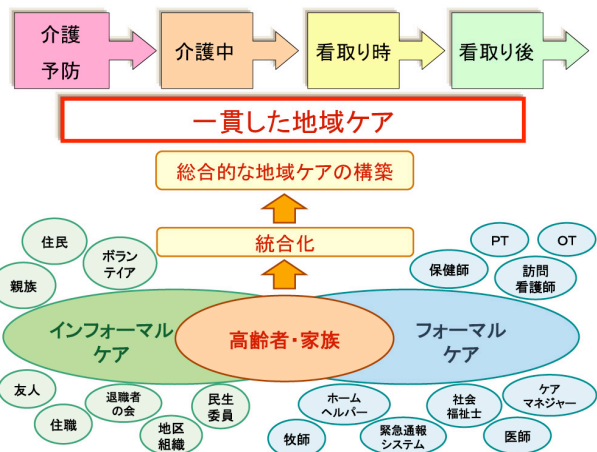 介護
予防
介護中
看取り時
看取り後
一貫した地域ケア
総合的な地域ケアの構築
統合化
住民
ボラン
テイア
親族
PT
OT
保健師
訪問
看護師
インフォーマル
ケア
高齢者・家族
フォーマル
ケア
友人
住職
退職者
の会
地区
組織
民生
委員
ホーム
ヘルパー
牧師
緊急通報
システム
社会
福祉士
ケア
マネジャー
医師